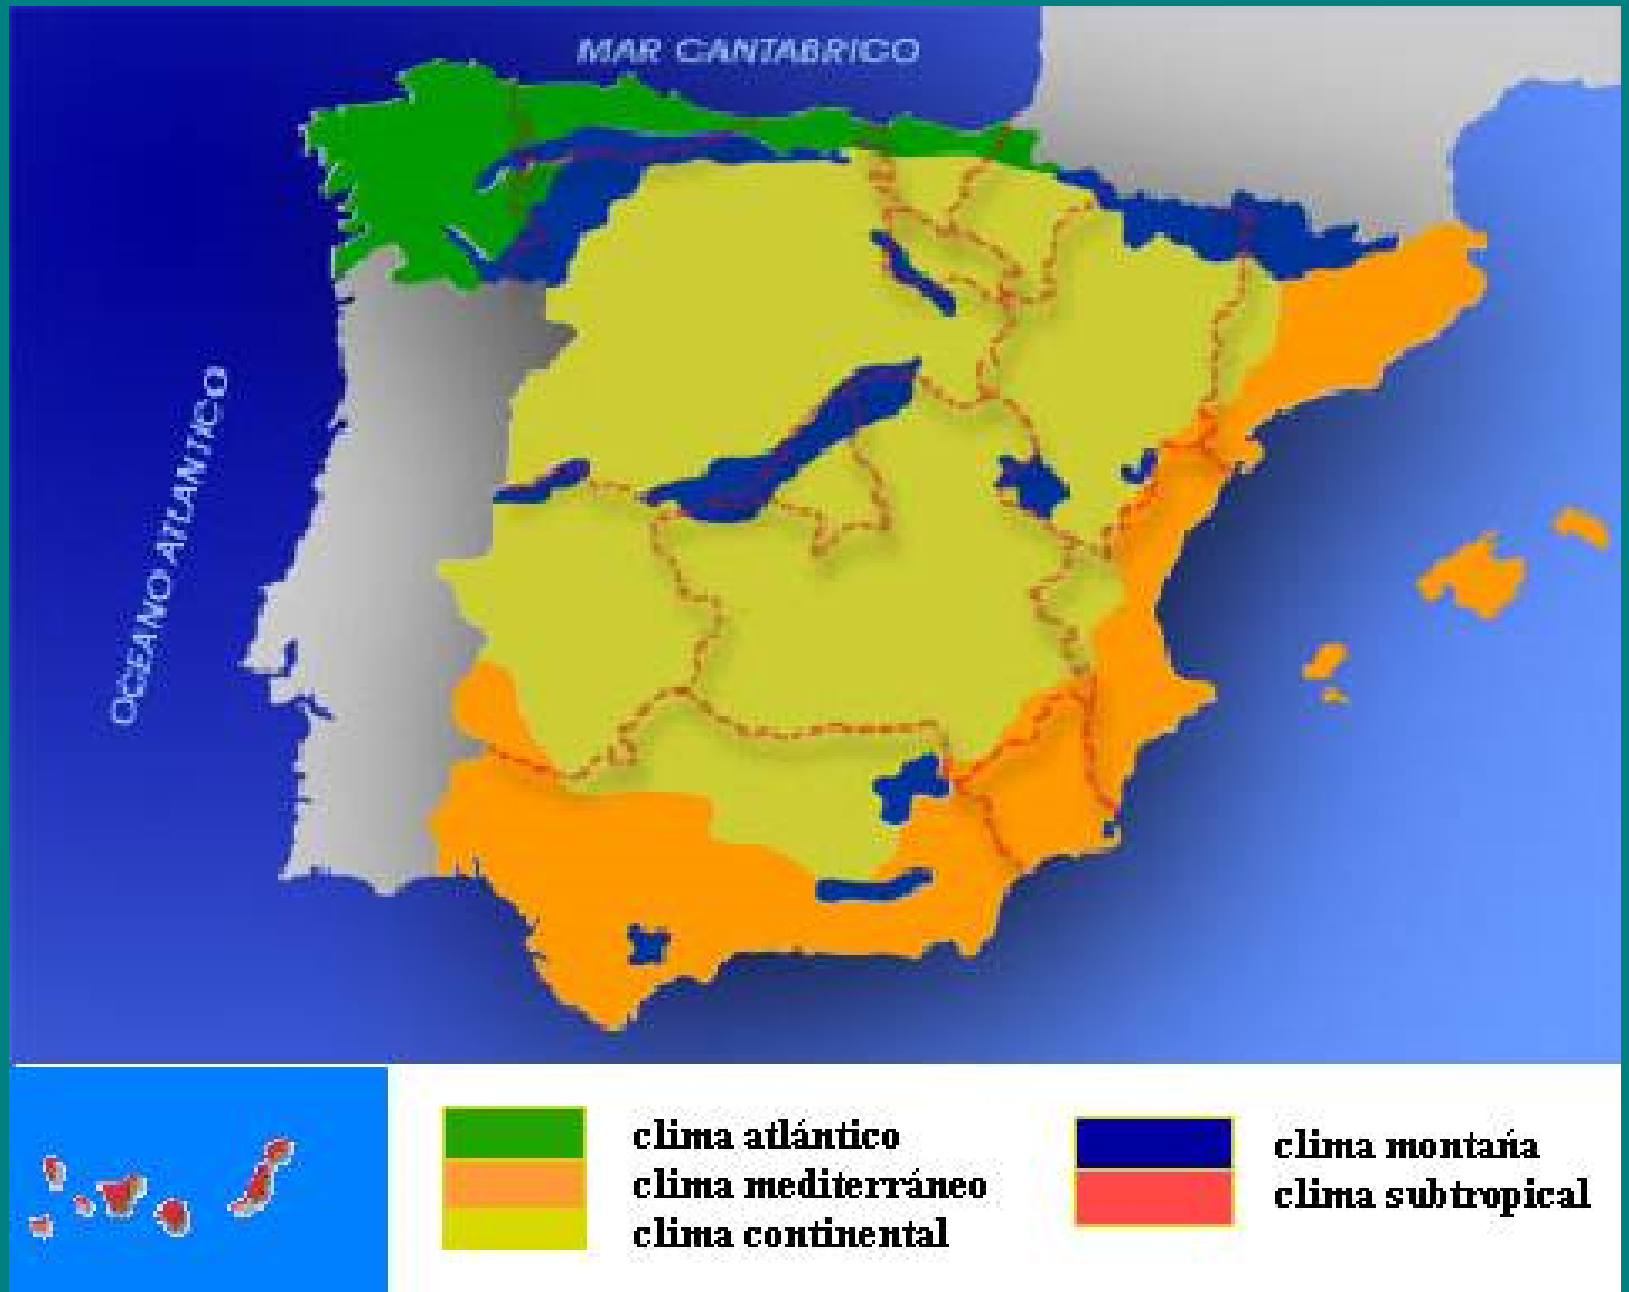 MAR CANTABRICO
OCEANO ATLANTICO
clima atlántico
clima mediterráneo
clima continental
clima montaña
clima subtropical